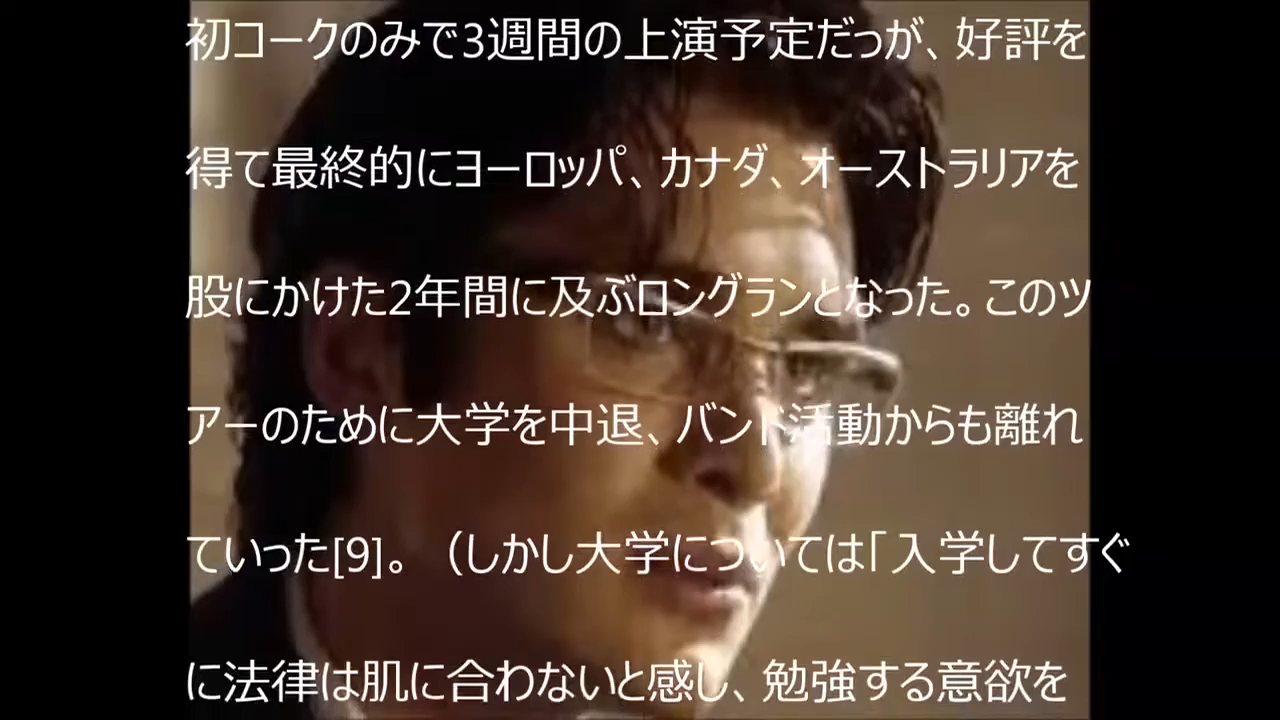 初コークのみで3週間の上演予定だっが、好評を
得て最終的にヨーロッパ、カナダ、オーストラリアを
股にかけた2年間に及ぶロングランとなった。このツ
アーのために大学を中退、バンド活動からも離れ
ていった[9]。（しかし大学については「入学してすぐ
に法律は肌に合わないと感し、勉強する意欲を